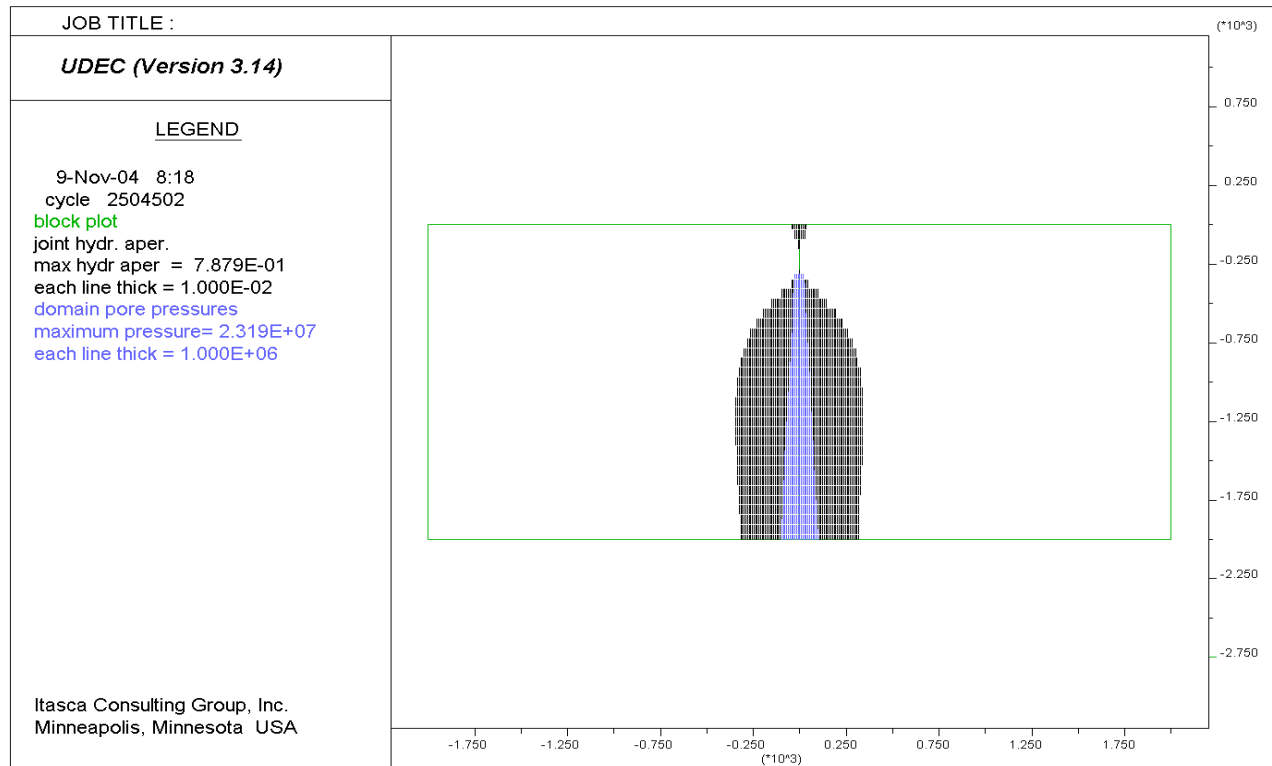 JOB TITLE :
UDEC (Version 3.14)
LEGEND
9-Nov-04 8:18
cycle 2504502
block plot
joint hydr. aper.
max hydr aper = 7.879E-01
each line thick = 1.000E-02
domain pore pressures
maximum pressure= 2.319E+07
each line thick = 1.000E+06
Itasca Consulting Group, Inc.
Minneapolis, Minnesota USA
(*10^3)
0.750
0.250
-0.250
-0.750
-1.250
-1.750
-2.250
-2.750
-1.750 -1.250 -0.750 -0.250 0.250 0.750 1.250 1.750
(*10^3)